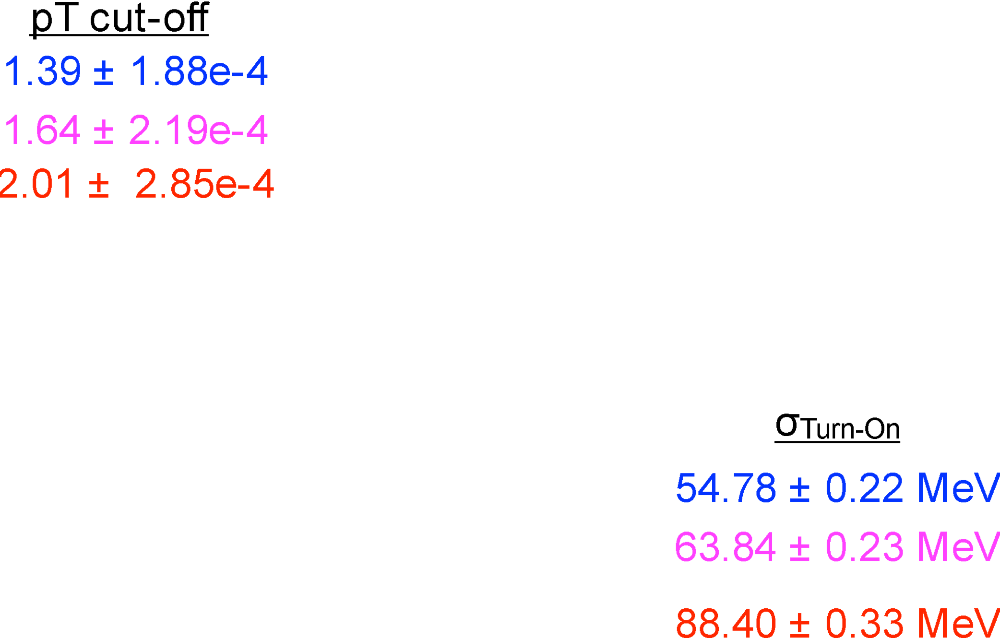 pT cut-off
1.39 ± 1.88e-4
1.64 ± 2.19e-4
2.01 ± 2.85e-4
σTurn-On
54.78 ± 0.22 MeV
63.84 ± 0.23 MeV
88.40 ± 0.33 MeV